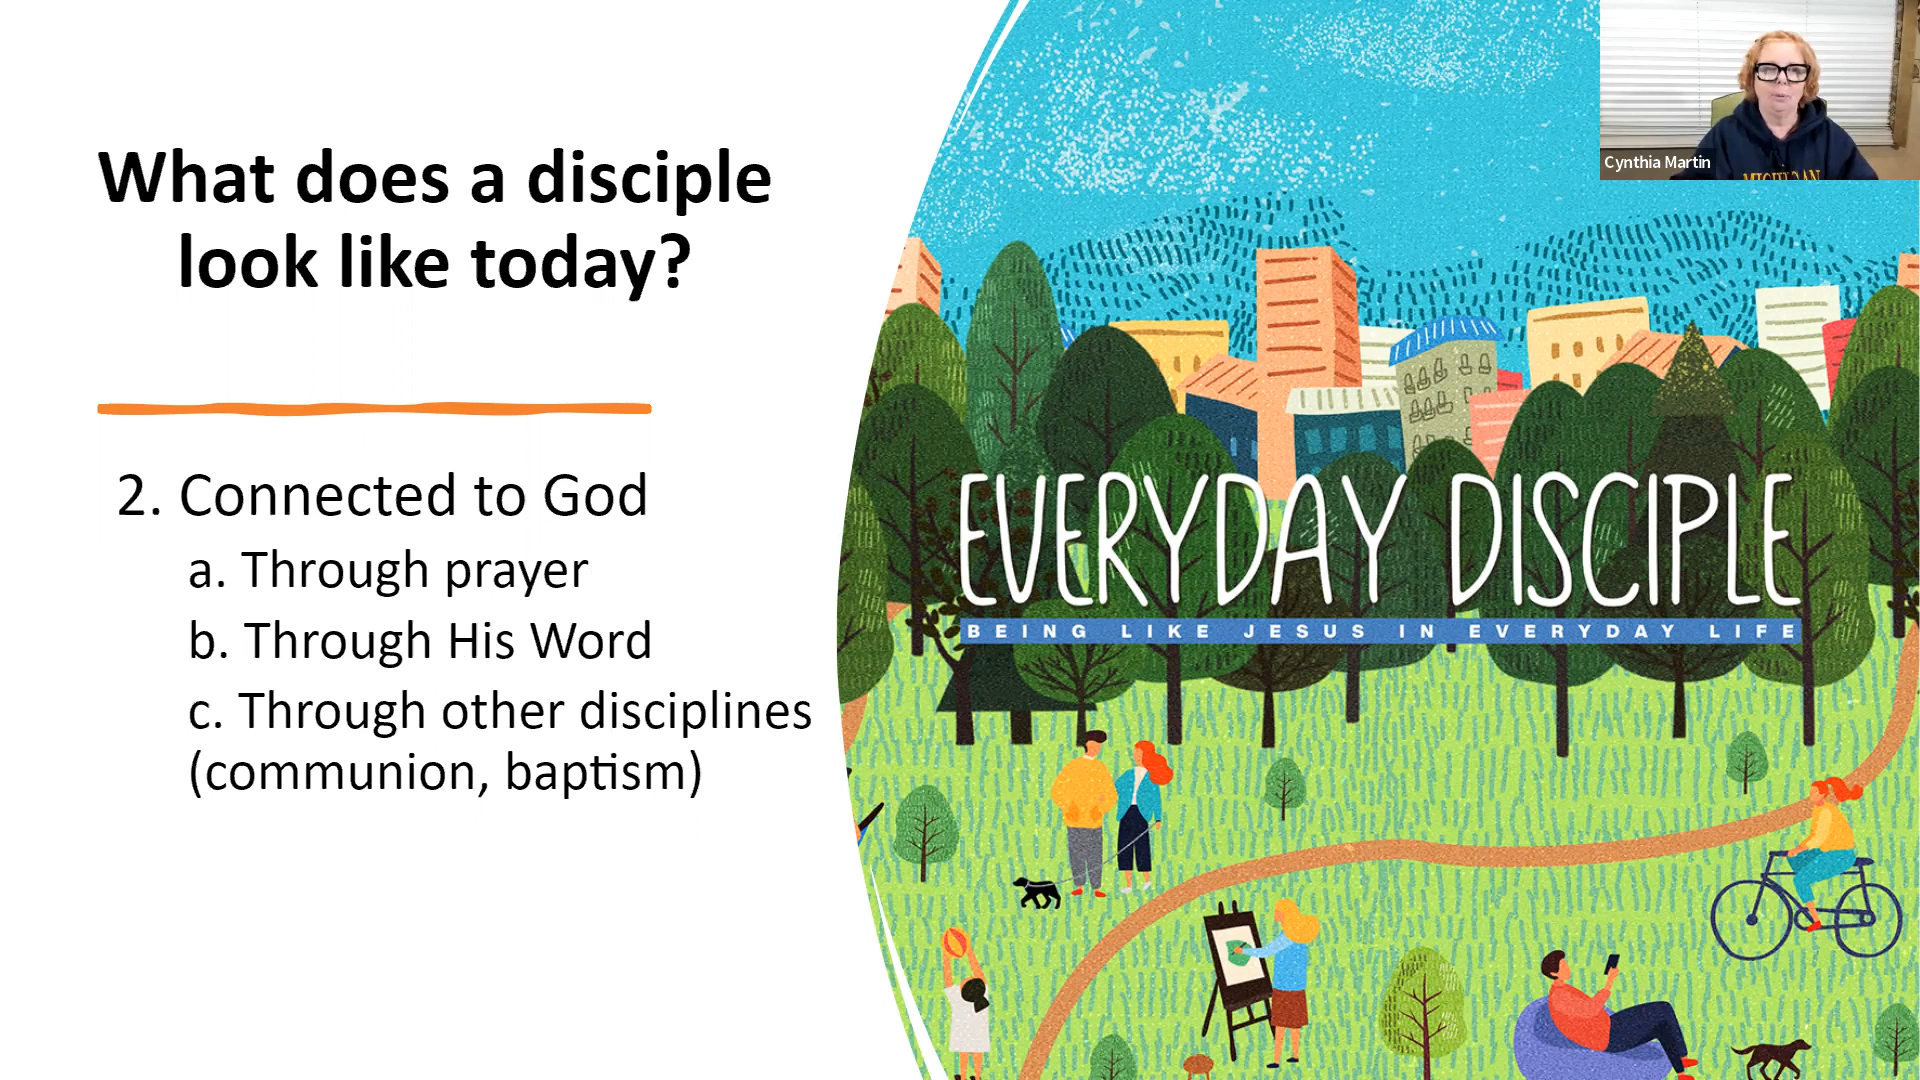 What does a disciple
look like today?
2. Connected to God
a. Through prayer
b. Through His Word
c. Through other disciplines
(communion, baptism)
EVERYDAY DISCIPLE
BEING LIKE JESUS IN EVERYDAY LIFE
Cynthia Martin
MICHIGAN